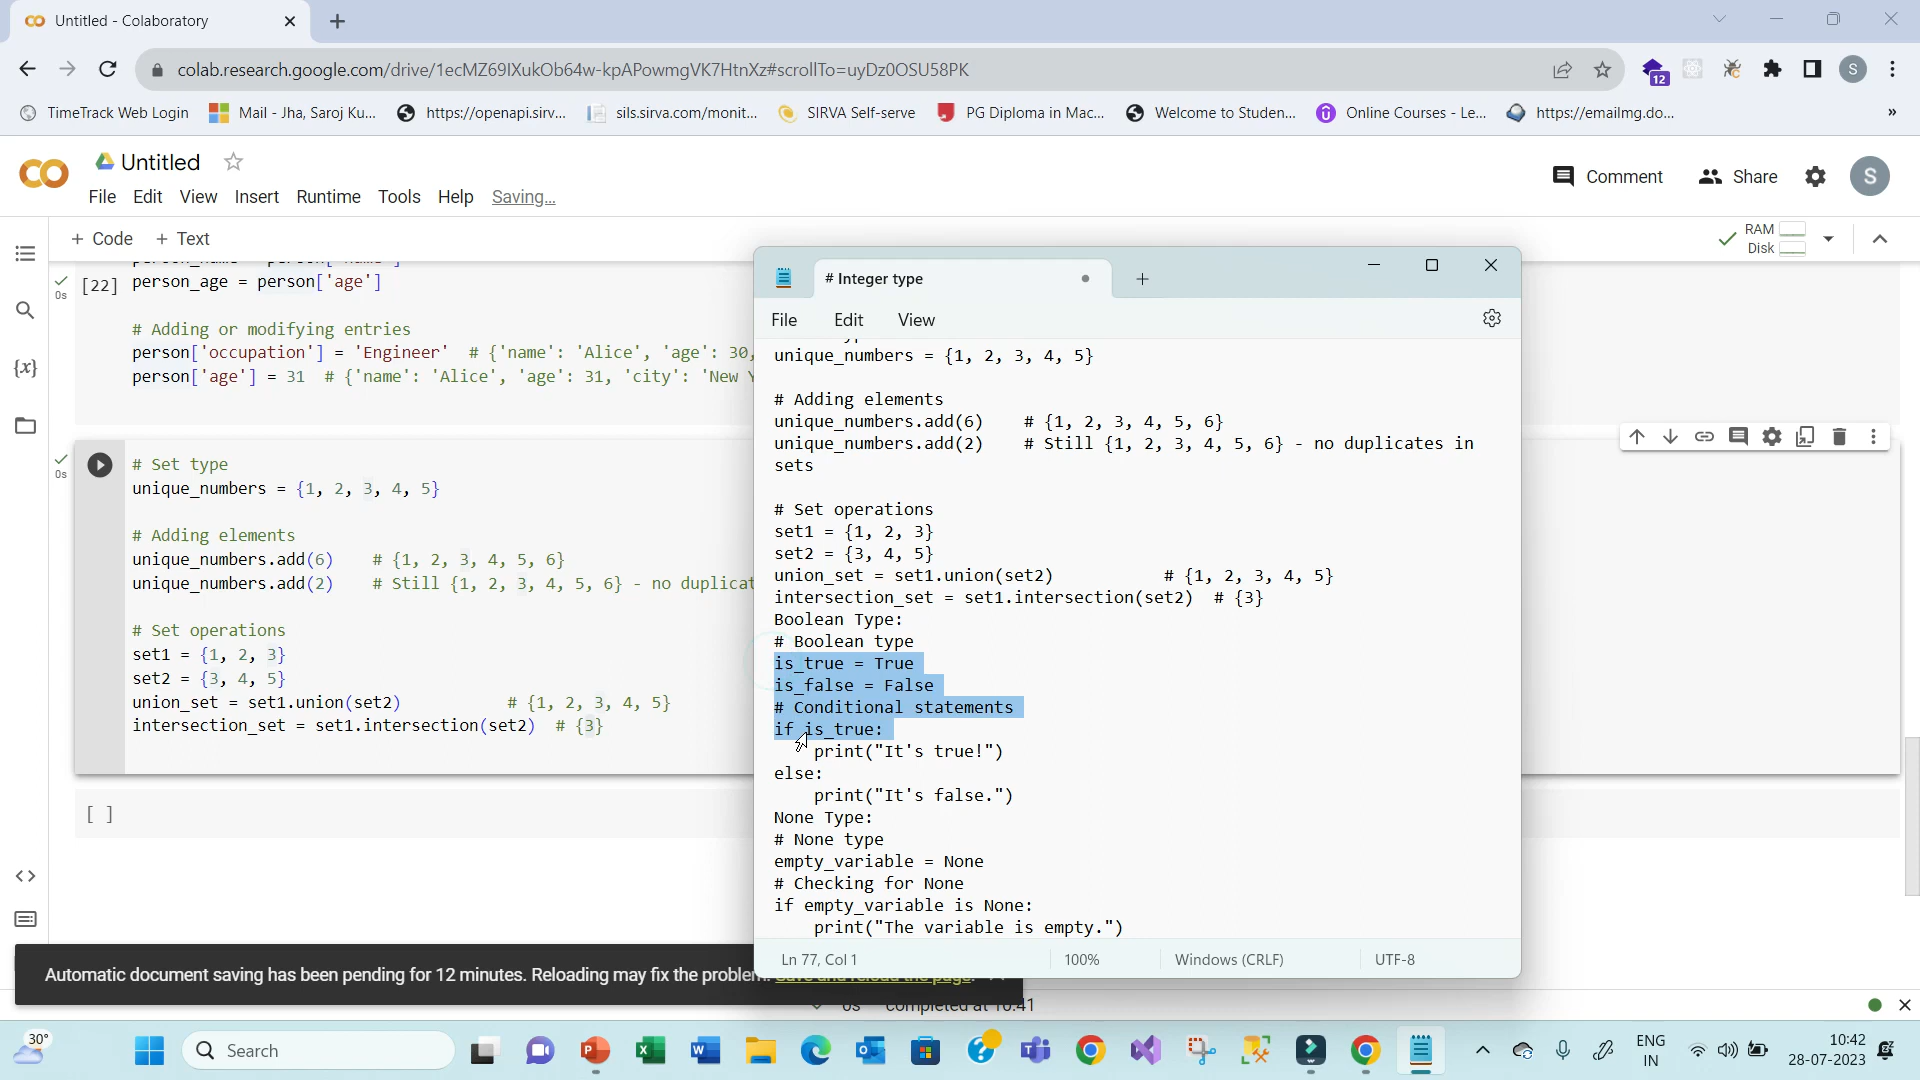 Untitled - Colaboratory
colab.research.google.com/drive/1ecMZ69lXukOb64w-kpAPowmgVK7HtnXz#scrollTo=uyDz0OSU58PK
12
S
TimeTrack Web Login
Mail - Jha, Saroj Ku...
https://openapi.sirv...
sils.sirva.com/monit...
SIRVA Self-serve
PG Diploma in Mac...
Welcome to Studen...
Online Courses - Le...
https://emailmg.do...
»
Untitled
File Edit View Insert Runtime Tools Help Saving...
Comment
Share
S
+ Code + Text
RAM
Disk
[22]
0s
person_age = person['age']
# Adding or modifying entries
person['occupation'] = 'Engineer' # {'name': 'Alice', 'age': 30,
person['age'] = 31 # {'name': 'Alice', 'age': 31, 'city': 'New Y
0s
# Set type
unique_numbers = {1, 2, 3, 4, 5}
# Adding elements
unique_numbers.add(6) # {1, 2, 3, 4, 5, 6}
unique_numbers.add(2) # Still {1, 2, 3, 4, 5, 6} - no duplicat
# Set operations
set1 = {1, 2, 3}
set2 = {3, 4, 5}
union_set = set1.union(set2) # {1, 2, 3, 4, 5}
intersection_set = set1.intersection(set2) # {3}
[ ]
# Integer type
File Edit View
unique_numbers = {1, 2, 3, 4, 5}
# Adding elements
unique_numbers.add(6) # {1, 2, 3, 4, 5, 6}
unique_numbers.add(2) # Still {1, 2, 3, 4, 5, 6} - no duplicates in
sets
# Set operations
set1 = {1, 2, 3}
set2 = {3, 4, 5}
union_set = set1.union(set2) # {1, 2, 3, 4, 5}
intersection_set = set1.intersection(set2) # {3}
Boolean Type:
# Boolean type
is_true = True
is_false = False
# Conditional statements
if is_true:
print("It's true!")
else:
print("It's false.")
None Type:
# None type
empty_variable = None
# Checking for None
if empty_variable is None:
print("The variable is empty.")
Ln 77, Col 1
100%
Windows (CRLF)
UTF-8
Automatic document saving has been pending for 12 minutes. Reloading may fix the problem. Save and reload the page.
0s completed at 10:41
30°
Search
ENG
IN
10:42
28-07-2023